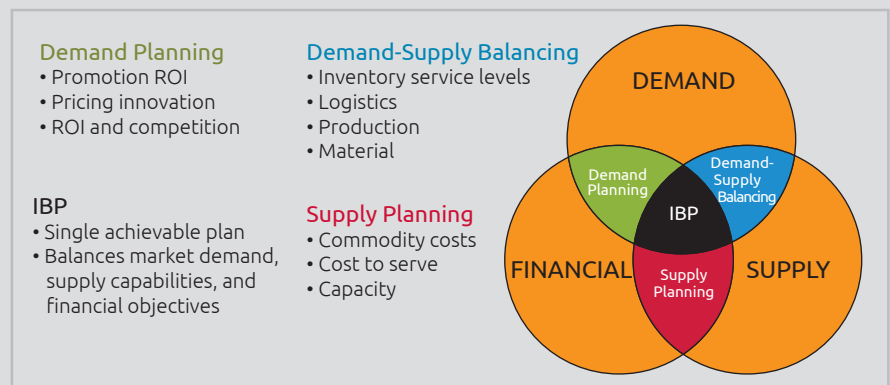 Demand Planning
• Promotion ROI
• Pricing innovation
• ROI and competition
Demand-Supply Balancing
• Inventory service levels
• Logistics
• Production
• Material
IBP
• Single achievable plan
• Balances market demand,
supply capabilities, and
financial objectives
Supply Planning
• Commodity costs
• Cost to serve
• Capacity
DEMAND
Demand
Planning
Demand-
Supply
Balancing
IBP
FINANCIAL
Supply
Planning
SUPPLY